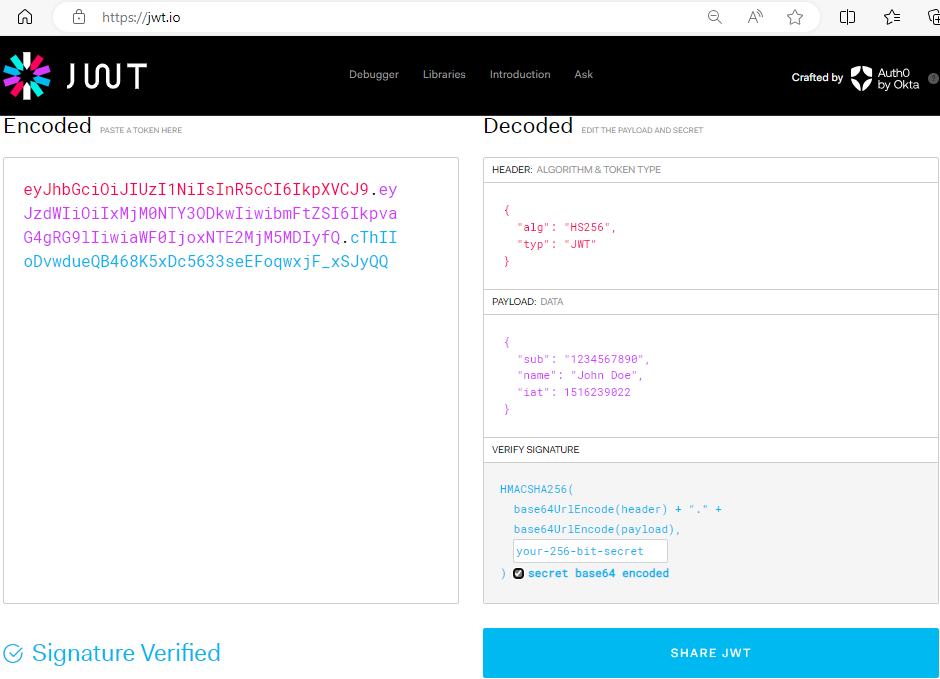 https://jwt.io
JWT
Debugger Libraries Introduction Ask
Crafted by Auth0 by Okta
Encoded PASTE A TOKEN HERE
eyJhbGciOiJIUzI1NiIsInR5cCI6IkpXVCJ9.ey
JzdWIiOiIxMjM0NTY3ODkwIiwibmFtZSI6Ikpva
G4gRG9lIiwiaWF0IjoxNTE2MjM5MDIyfQ.cThII
oDvwdueQB468K5xDc5633seEFoqwxjF_xSJyQQ
Signature Verified
Decoded EDIT THE PAYLOAD AND SECRET
HEADER: ALGORITHM & TOKEN TYPE
{
"alg": "HS256",
"typ": "JWT"
}
PAYLOAD: DATA
{
"sub": "1234567890",
"name": "John Doe",
"iat": 1516239022
}
VERIFY SIGNATURE
HMACSHA256(
base64UrlEncode(header) + "." +
base64UrlEncode(payload),
your-256-bit-secret
) secret base64 encoded
SHARE JWT